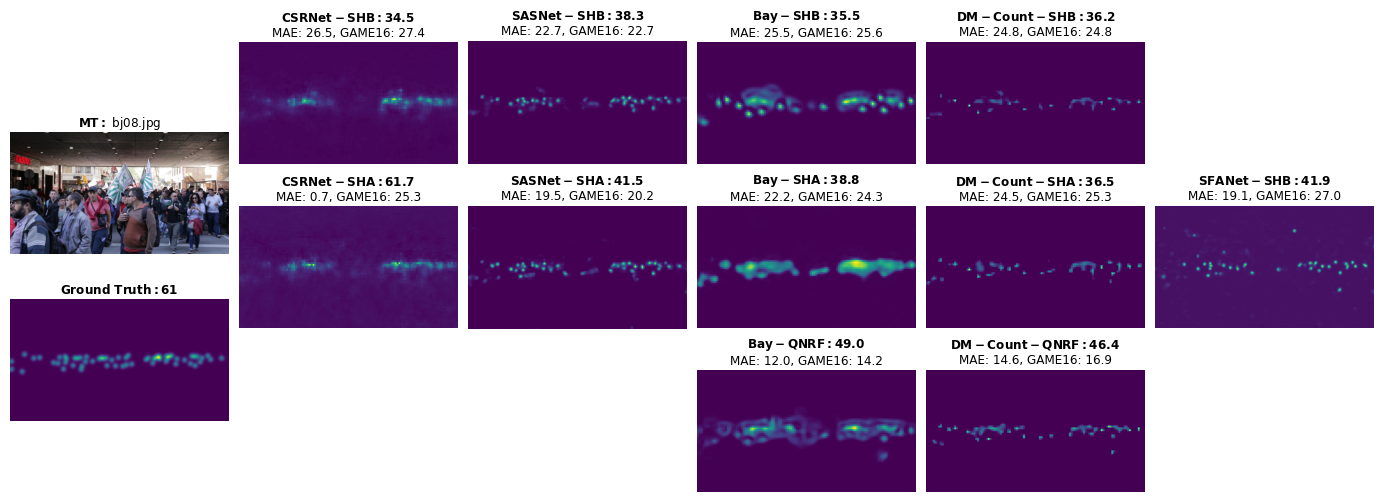 CSRNet − SHB : 34.5
MAE: 26.5, GAME16: 27.4
SASNet − SHB : 38.3
MAE: 22.7, GAME16: 22.7
Bay − SHB : 35.5
MAE: 25.5, GAME16: 25.6
DM − Count − SHB : 36.2
MAE: 24.8, GAME16: 24.8
MT : bj08.jpg
CSRNet − SHA : 61.7
MAE: 0.7, GAME16: 25.3
SASNet − SHA : 41.5
MAE: 19.5, GAME16: 20.2
Bay − SHA : 38.8
MAE: 22.2, GAME16: 24.3
DM − Count − SHA : 36.5
MAE: 24.5, GAME16: 25.3
SFANet − SHB : 41.9
MAE: 19.1, GAME16: 27.0
Ground Truth : 61
Bay − QNRF : 49.0
MAE: 12.0, GAME16: 14.2
DM − Count − QNRF : 46.4
MAE: 14.6, GAME16: 16.9